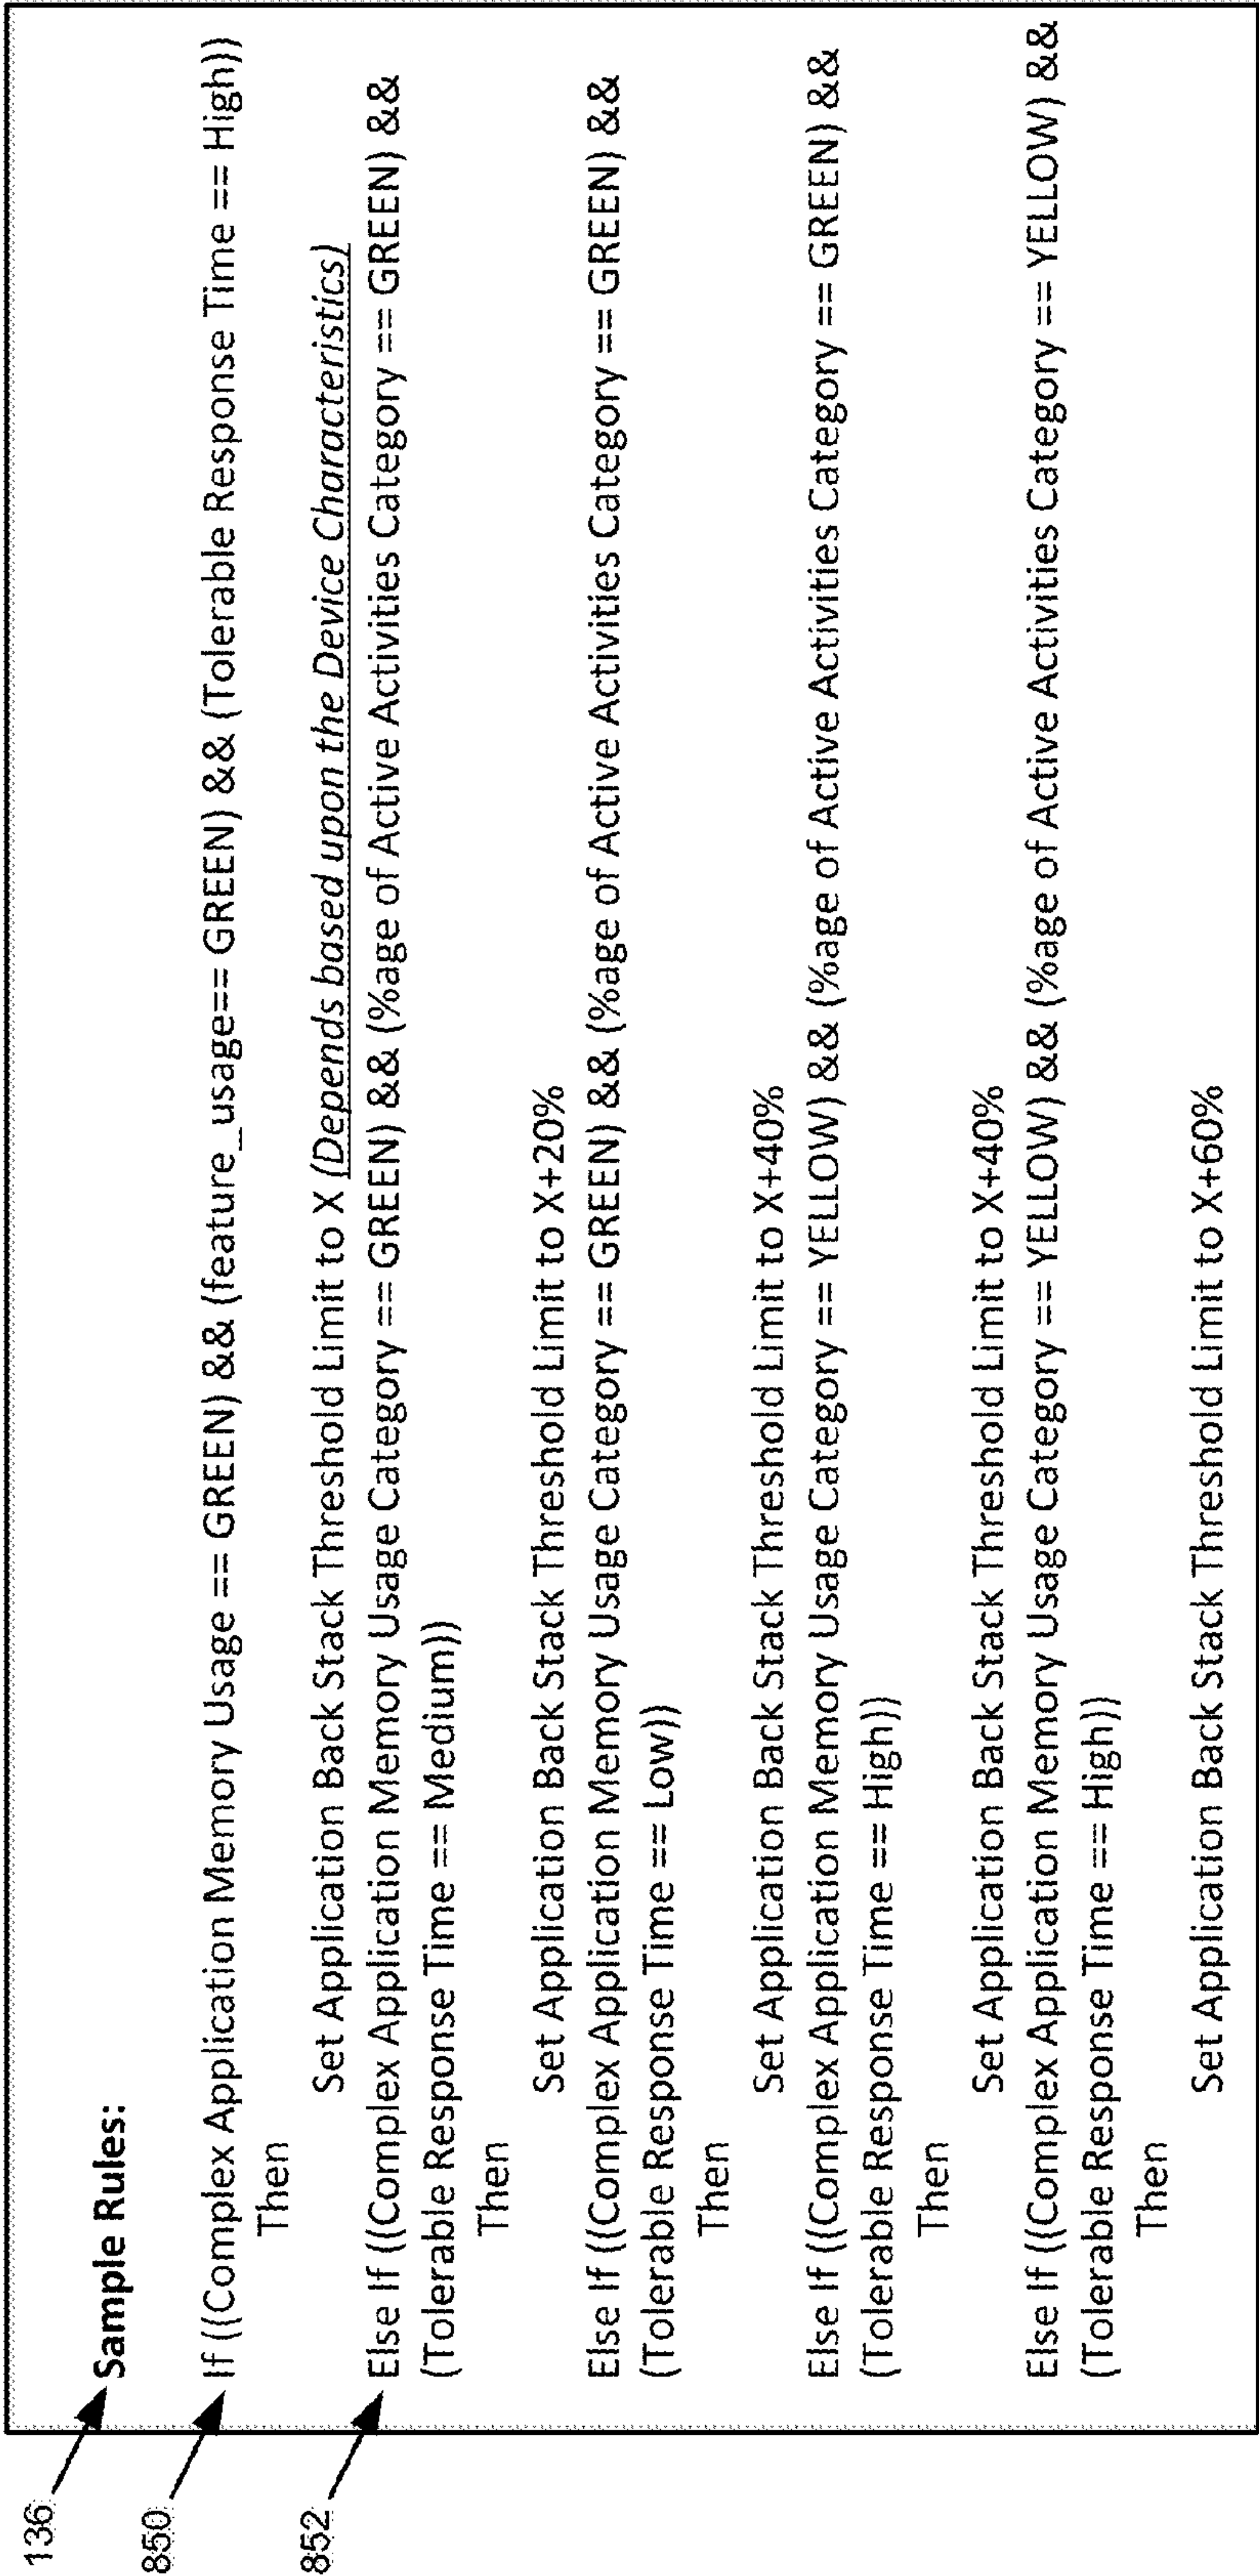 136
Sample Rules:
850
If ((Complex Application Memory Usage == GREEN) && (feature_usage== GREEN) && (Tolerable Response Time == High))
Then
Set Application Back Stack Threshold Limit to X (Depends based upon the Device Characteristics)
852
Else If ((Complex Application Memory Usage Category == GREEN) && (%age of Active Activities Category == GREEN) &&
(Tolerable Response Time == Medium))
Then
Set Application Back Stack Threshold Limit to X+20%
Else If ((Complex Application Memory Usage Category == GREEN) && (%age of Active Activities Category == GREEN) &&
(Tolerable Response Time == Low))
Then
Set Application Back Stack Threshold Limit to X+40%
Else If ((Complex Application Memory Usage Category == YELLOW) && (%age of Active Activities Category == GREEN) &&
(Tolerable Response Time == High))
Then
Set Application Back Stack Threshold Limit to X+40%
Else If ((Complex Application Memory Usage Category == YELLOW) && (%age of Active Activities Category == YELLOW) &&
(Tolerable Response Time == High))
Then
Set Application Back Stack Threshold Limit to X+60%